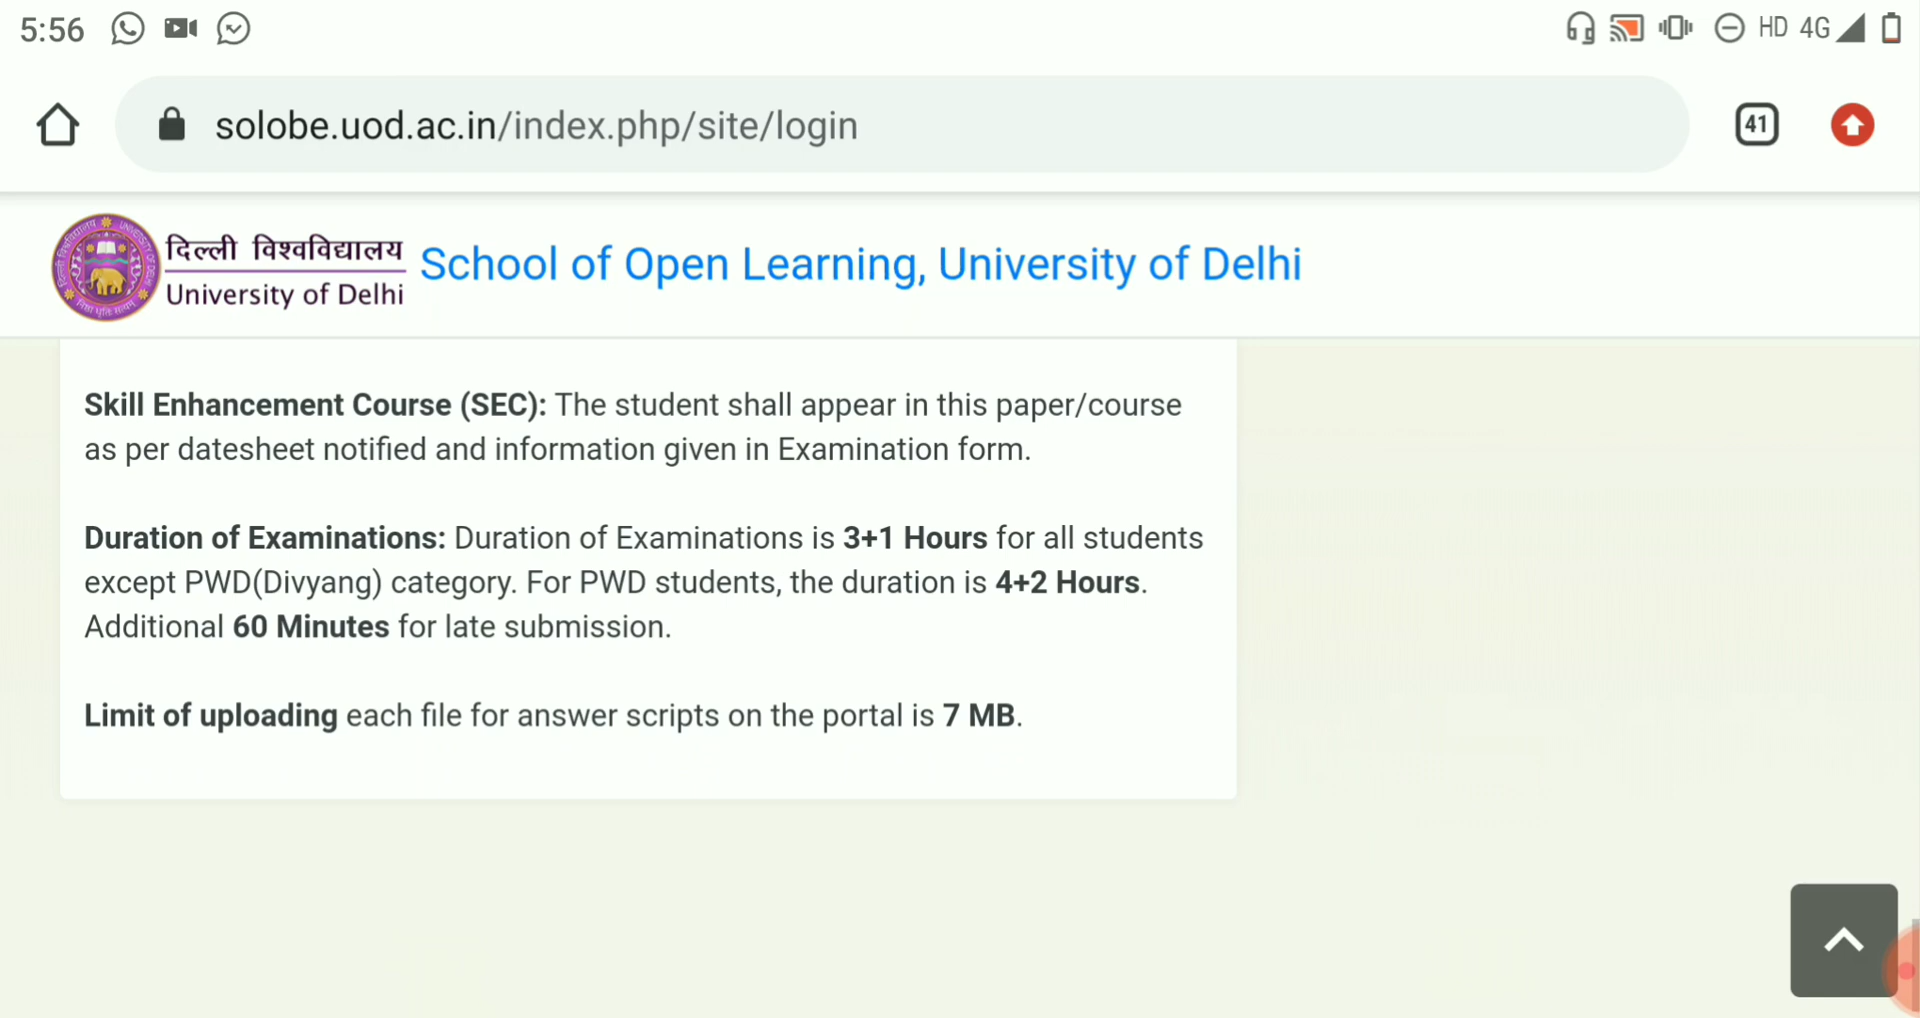 5:56
HD 4G
solobe.uod.ac.in/index.php/site/login
41
दिल्ली विश्वविद्यालय
University of Delhi
School of Open Learning, University of Delhi
Skill Enhancement Course (SEC): The student shall appear in this paper/course
as per datesheet notified and information given in Examination form.
Duration of Examinations: Duration of Examinations is 3+1 Hours for all students
except PWD(Divyang) category. For PWD students, the duration is 4+2 Hours.
Additional 60 Minutes for late submission.
Limit of uploading each file for answer scripts on the portal is 7 MB.